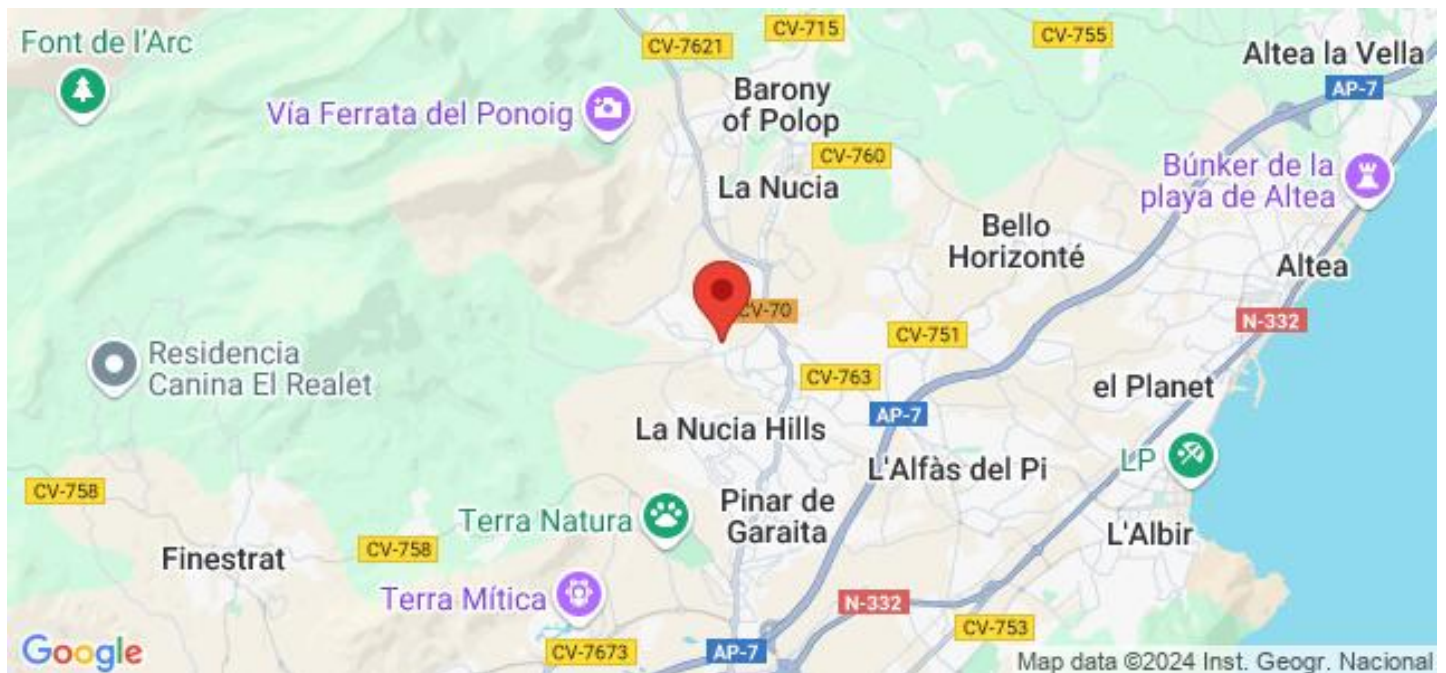 Font de l'Arc
CV-7621
CV-715
CV-755
Altea la Vella
AP-7
Vía Ferrata del Ponoig
Barony
of Polop
CV-760
La Nucia
Búnker de la
playa de Altea
Bello
Horizonté
Altea
CV-70
N-332
CV-751
Residencia
Canina El Realet
CV-763
el Planet
AP-7
La Nucia Hills
LP
L'Alfàs del Pi
CV-758
Terra Natura
Pinar de
Garaita
L'Albir
Finestrat
CV-758
Terra Mítica
N-332
CV-753
Google
CV-7673
AP-7
Map data ©2024 Inst. Geogr. Nacional